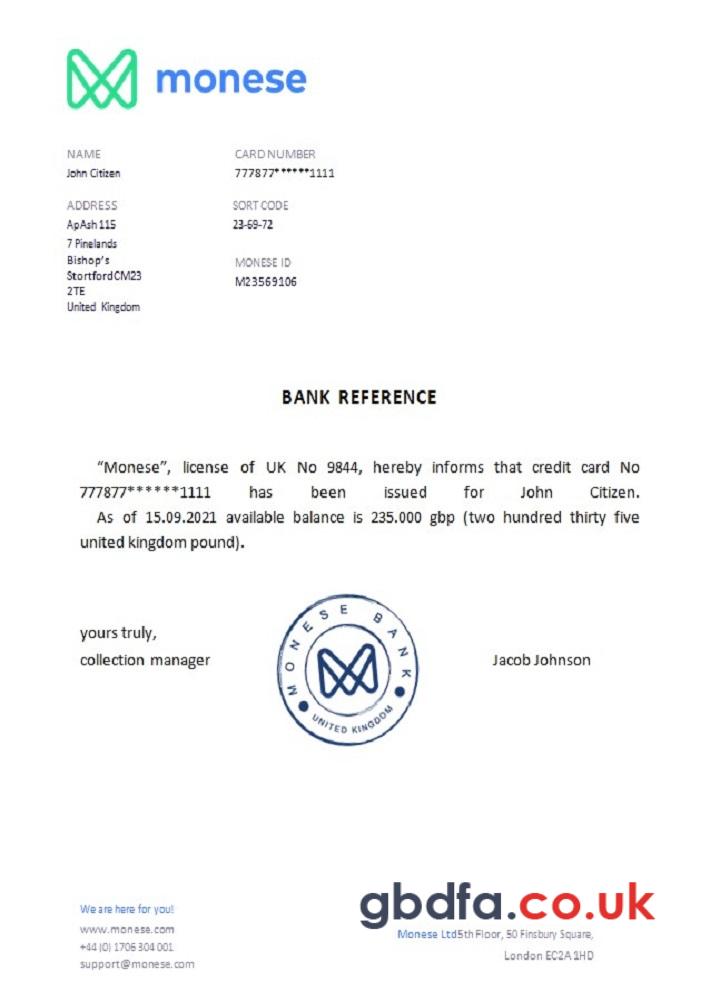 monese
NAME
John Citizen
CARD NUMBER
777877******1111
ADDRESS
ApAsh 115
7 Pinelands
Bishop's
Stortford CM23
2TE
United Kingdom
SORT CODE
23-69-72
MONESE ID
M23569106
BANK REFERENCE
“Monese”, license of UK No 9844, hereby informs that credit card No
777877******1111 has been issued for John Citizen.
As of 15.09.2021 available balance is 235.000 gbp (two hundred thirty five
united kingdom pound).
yours truly,
collection manager
MONESE BANK
UNITED KINGDOM
Jacob Johnson
We are here for you!
www.monese.com
+44 (0) 1706 304 001
support@monese.com
gbdfa.co.uk
Monese Ltd5th Floor, 50 Finsbury Square,
London EC2A 1HD